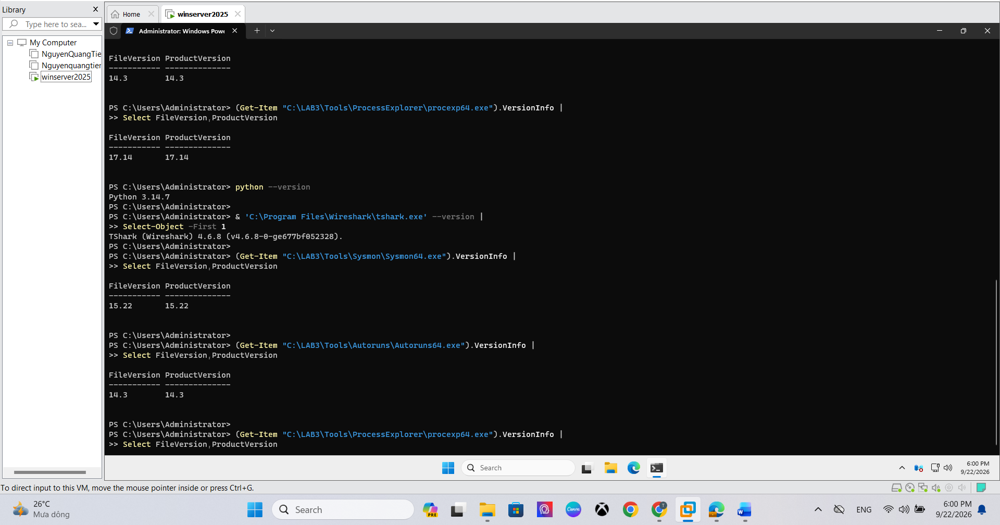 Library
Type here to sea...
My Computer
NguyenQuangTie
Nguyenquangtier
winserver2025
Home
winserver2025
Administrator: Windows Powe
FileVersion ProductVersion
----------- --------------
14.3        14.3
PS C:\Users\Administrator> (Get-Item "C:\LAB3\Tools\ProcessExplorer\procexp64.exe").VersionInfo |
>> Select FileVersion,ProductVersion
FileVersion ProductVersion
----------- --------------
17.14       17.14
PS C:\Users\Administrator> python --version
Python 3.14.7
PS C:\Users\Administrator>
PS C:\Users\Administrator> & 'C:\Program Files\Wireshark\tshark.exe' --version |
>> Select-Object -First 1
TShark (Wireshark) 4.6.8 (v4.6.8-0-ge677bf052328).
PS C:\Users\Administrator>
PS C:\Users\Administrator> (Get-Item "C:\LAB3\Tools\Sysmon\Sysmon64.exe").VersionInfo |
>> Select FileVersion,ProductVersion
FileVersion ProductVersion
----------- --------------
15.22       15.22
PS C:\Users\Administrator>
PS C:\Users\Administrator> (Get-Item "C:\LAB3\Tools\Autoruns\Autoruns64.exe").VersionInfo |
>> Select FileVersion,ProductVersion
FileVersion ProductVersion
----------- --------------
14.3        14.3
PS C:\Users\Administrator>
PS C:\Users\Administrator> (Get-Item "C:\LAB3\Tools\ProcessExplorer\procexp64.exe").VersionInfo |
>> Select FileVersion,ProductVersion
Search
6:00 PM
9/22/2026
To direct input to this VM, move the mouse pointer inside or press Ctrl+G.
26°C
Mưa dông
Search
PRE
Canva
T
W
ENG
6:00 PM
9/22/2026